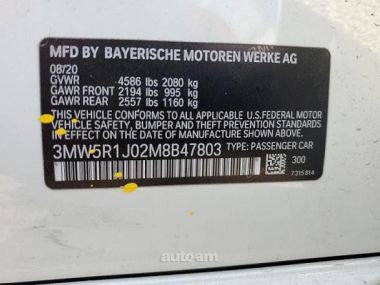 MFD BY BAYERISCHE MOTOREN WERKE AG
08/20
GVWR 4586 lbs 2080 kg
GAWR FRONT 2194 lbs 995 kg
GAWR REAR 2557 lbs 1160 kg
THIS VEHICLE CONFORMS TO ALL APPLICABLE U.S.FEDERAL MOTOR
VEHICLE SAFETY, BUMPER AND THEFT PREVENTION STANDARDS IN
EFFECT ON THE DATE OF MANUFACTURE SHOWN ABOVE.
3MW5R1J02M8B47803 TYPE: PASSENGER CAR
300
7315814
autoam